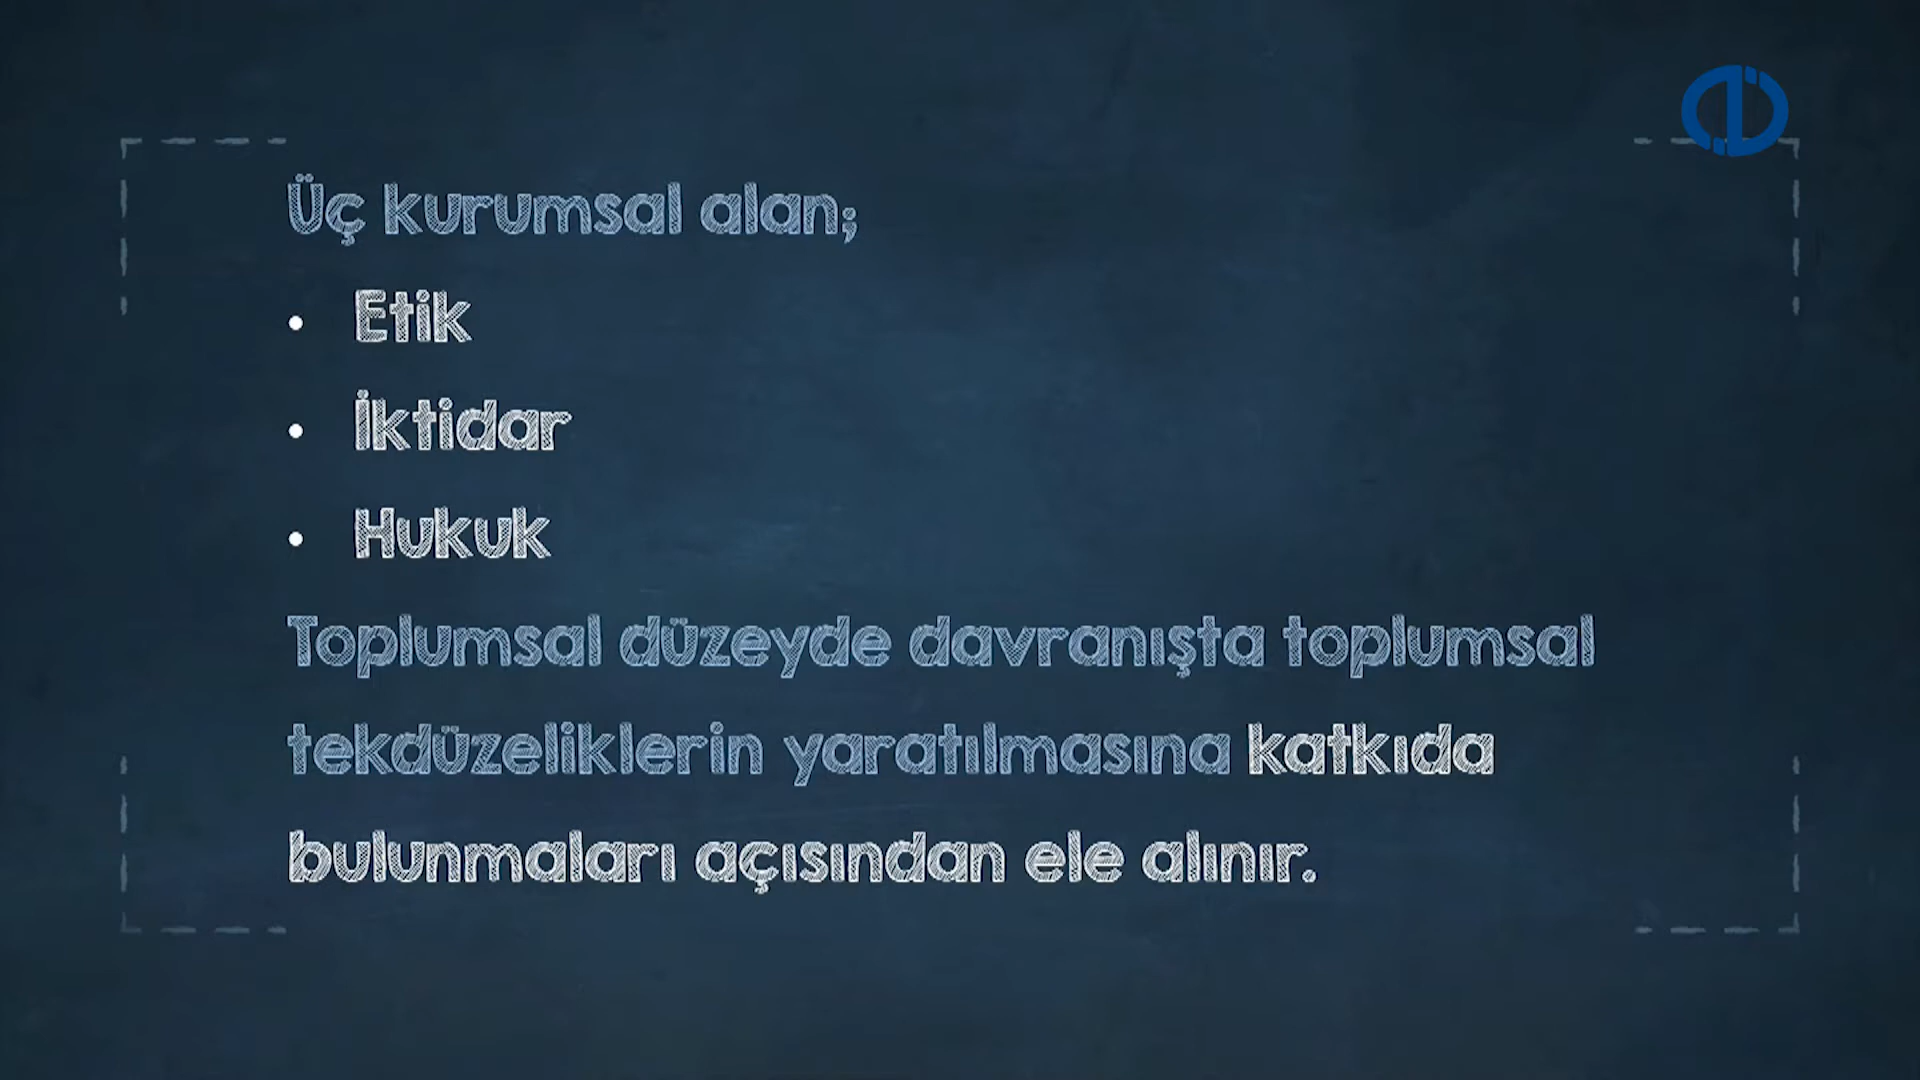 Üç kurumsal alan;
• Etik
• İktidar
• Hukuk
Toplumsal düzeyde davranışta toplumsal
tekdüzeliklerin yaratılmasına katkıda
bulunmaları açısından ele alınır.